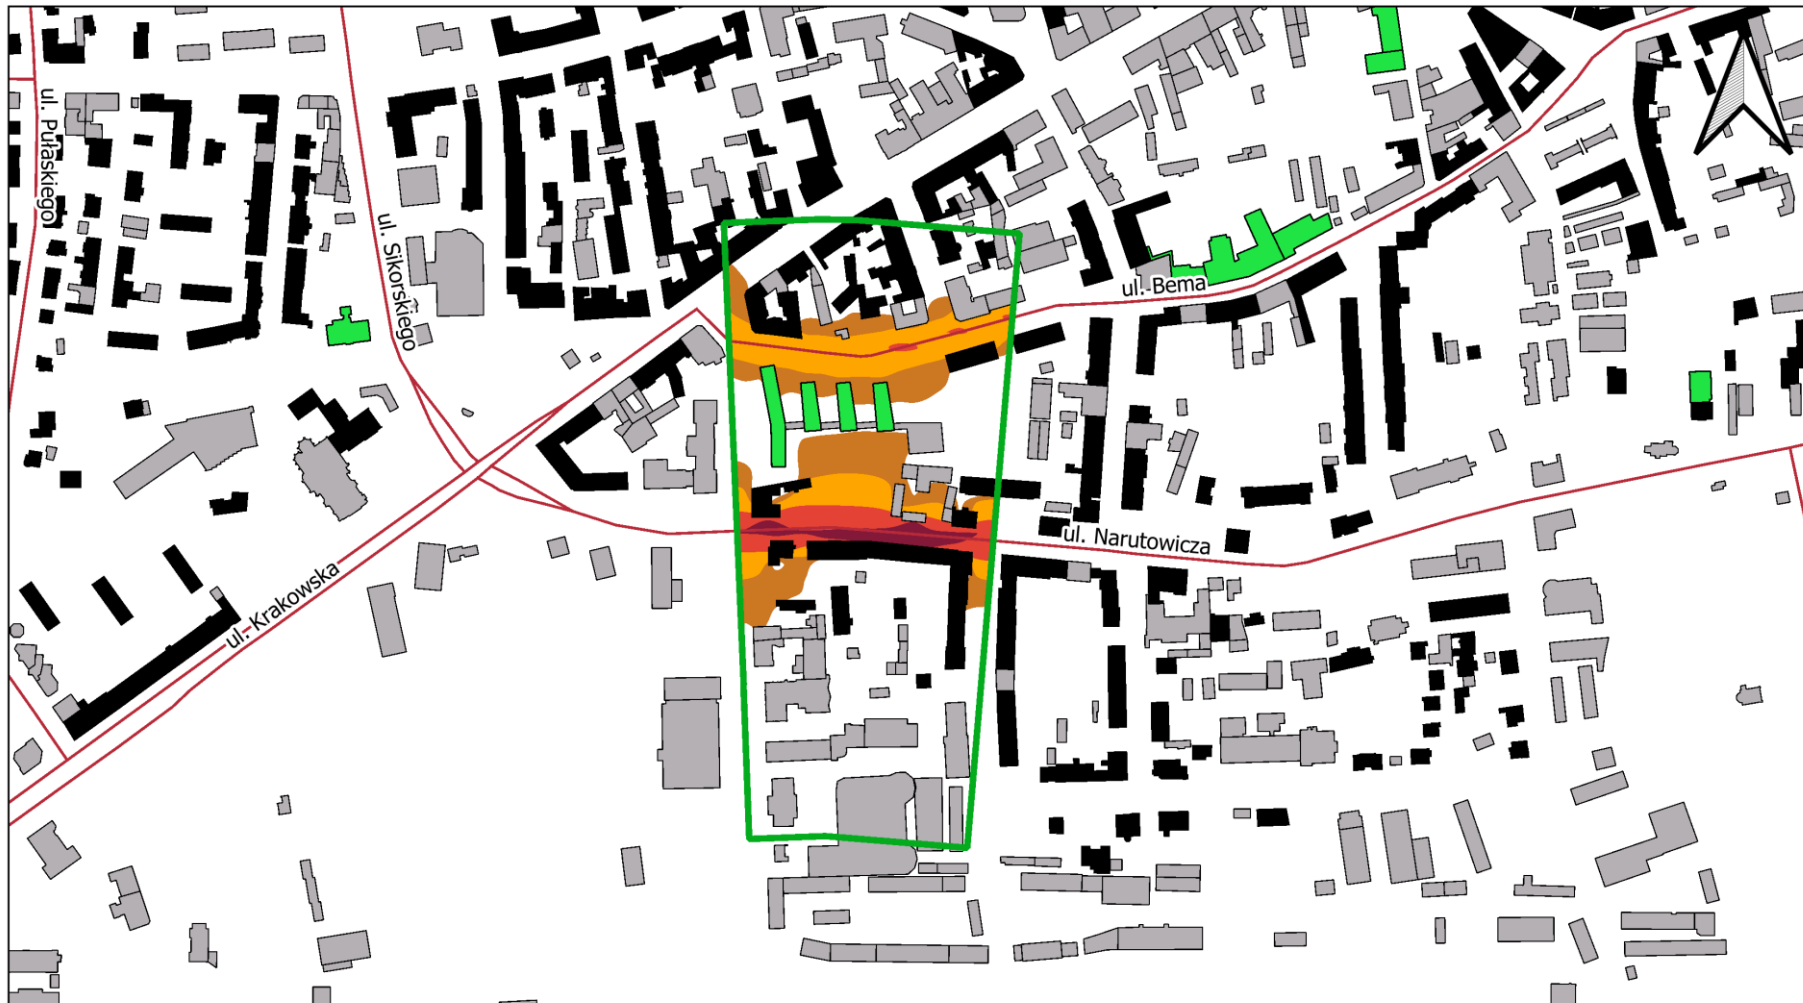 ul. Pułaskiego
ul. Sikorskiego
ul. Bema
ul. Narutowicza
ul. Krakowska